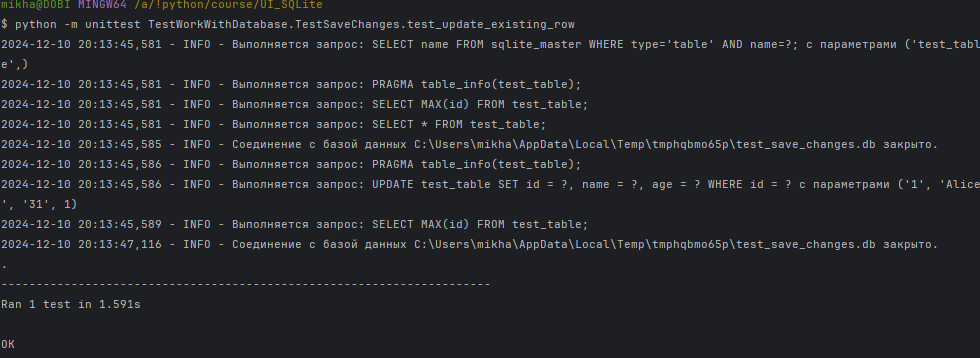 mikha@DOBI MINGW64 /a/!python/course/UI_SQLite
$ python -m unittest TestWorkWithDatabase.TestSaveChanges.test_update_existing_row
2024-12-10 20:13:45,581 - INFO - Выполняется запрос: SELECT name FROM sqlite_master WHERE type='table' AND name=?; с параметрами ('test_tabl
e',)
2024-12-10 20:13:45,581 - INFO - Выполняется запрос: PRAGMA table_info(test_table);
2024-12-10 20:13:45,581 - INFO - Выполняется запрос: SELECT MAX(id) FROM test_table;
2024-12-10 20:13:45,581 - INFO - Выполняется запрос: SELECT * FROM test_table;
2024-12-10 20:13:45,585 - INFO - Соединение с базой данных C:\Users\mikha\AppData\Local\Temp\tmphqbmo65p\test_save_changes.db закрыто.
2024-12-10 20:13:45,586 - INFO - Выполняется запрос: PRAGMA table_info(test_table);
2024-12-10 20:13:45,586 - INFO - Выполняется запрос: UPDATE test_table SET id = ?, name = ?, age = ? WHERE id = ? с параметрами ('1', 'Alice
', '31', 1)
2024-12-10 20:13:45,589 - INFO - Выполняется запрос: SELECT MAX(id) FROM test_table;
2024-12-10 20:13:47,116 - INFO - Соединение с базой данных C:\Users\mikha\AppData\Local\Temp\tmphqbmo65p\test_save_changes.db закрыто.
.
----------------------------------------------------------------------
Ran 1 test in 1.591s
OK